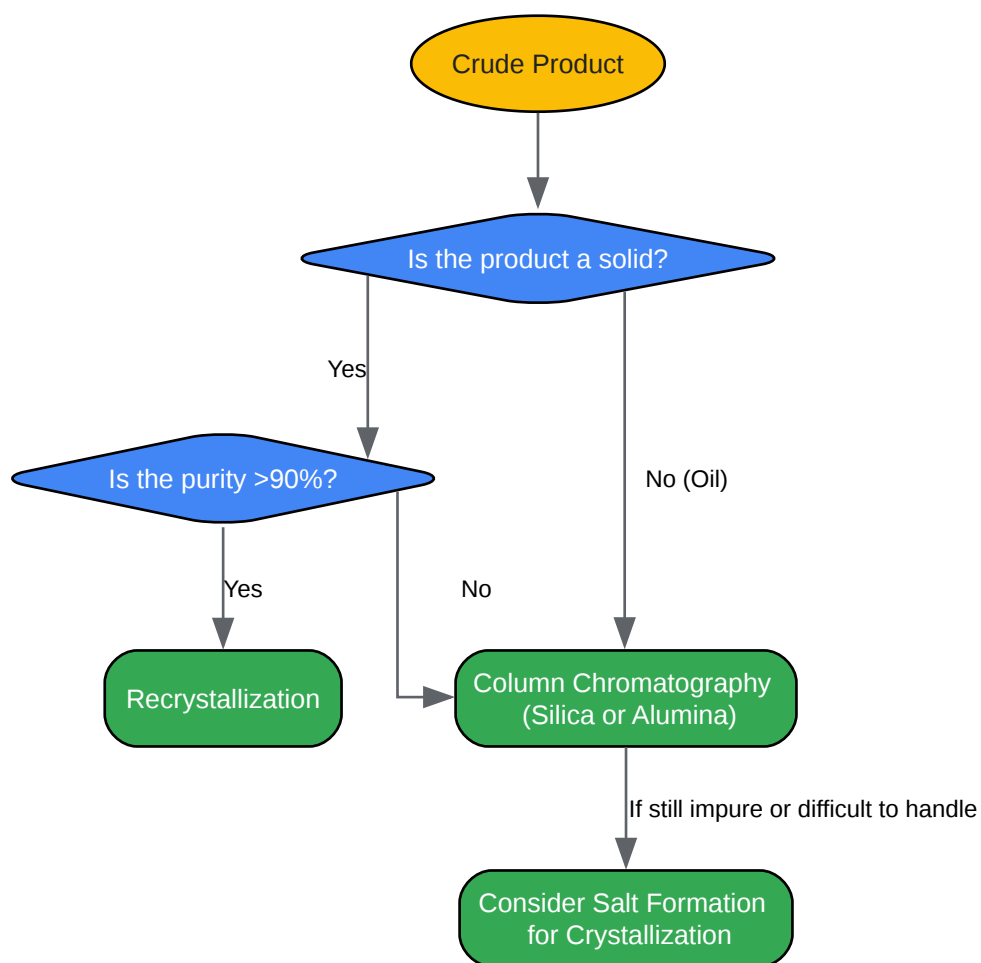 Crude Product
Is the product a solid?
Yes
Is the purity >90%?
No (Oil)
Yes
No
Recrystallization
Column Chromatography
(Silica or Alumina)
If still impure or difficult to handle
Consider Salt Formation
for Crystallization